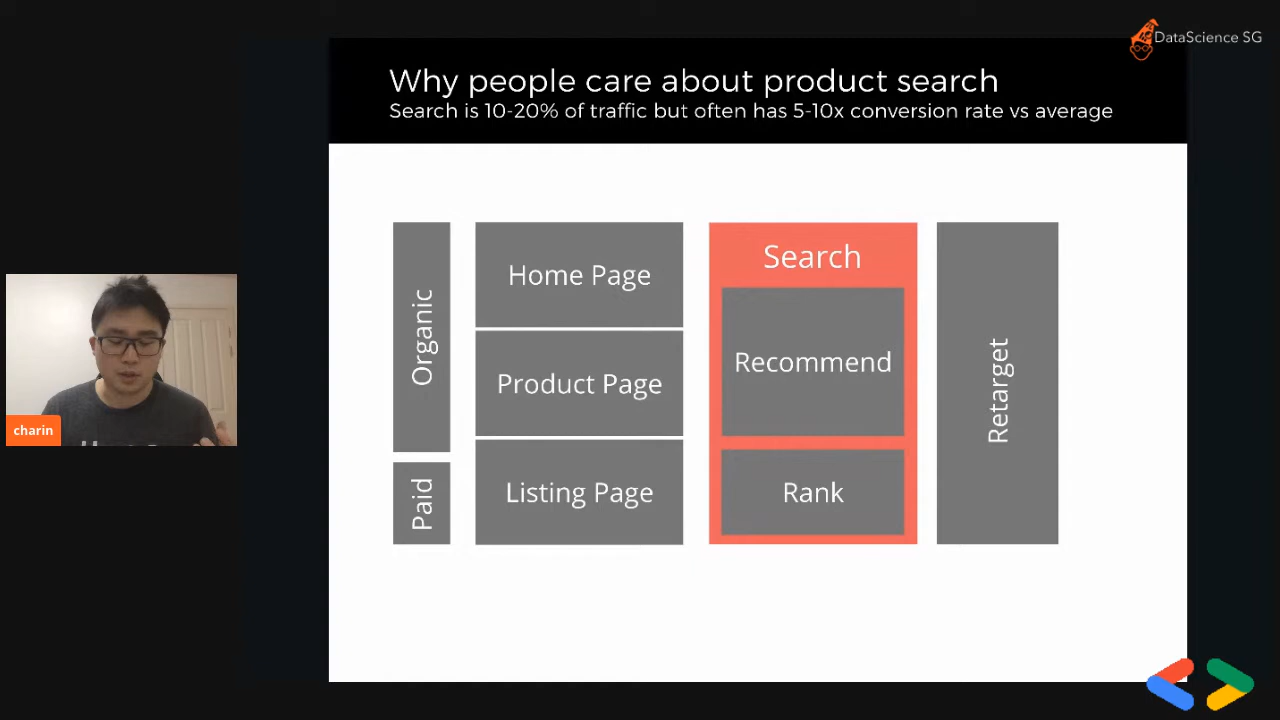 DataScience SG
Why people care about product search
Search is 10-20% of traffic but often has 5-10x conversion rate vs average
Organic
Paid
Home Page
Product Page
Listing Page
Search
Recommend
Rank
Retarget
charin